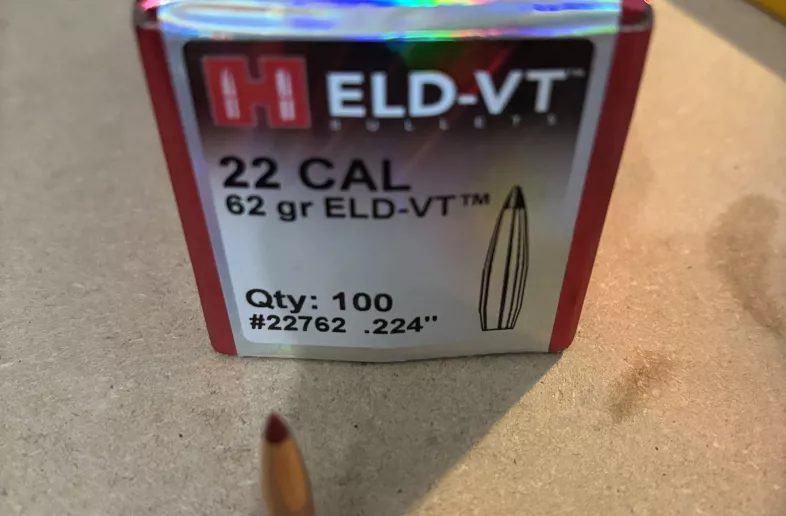 H ELD-VT™
BULLETS
22 CAL
62 gr ELD-VT™
Qty: 100
#22762 .224"